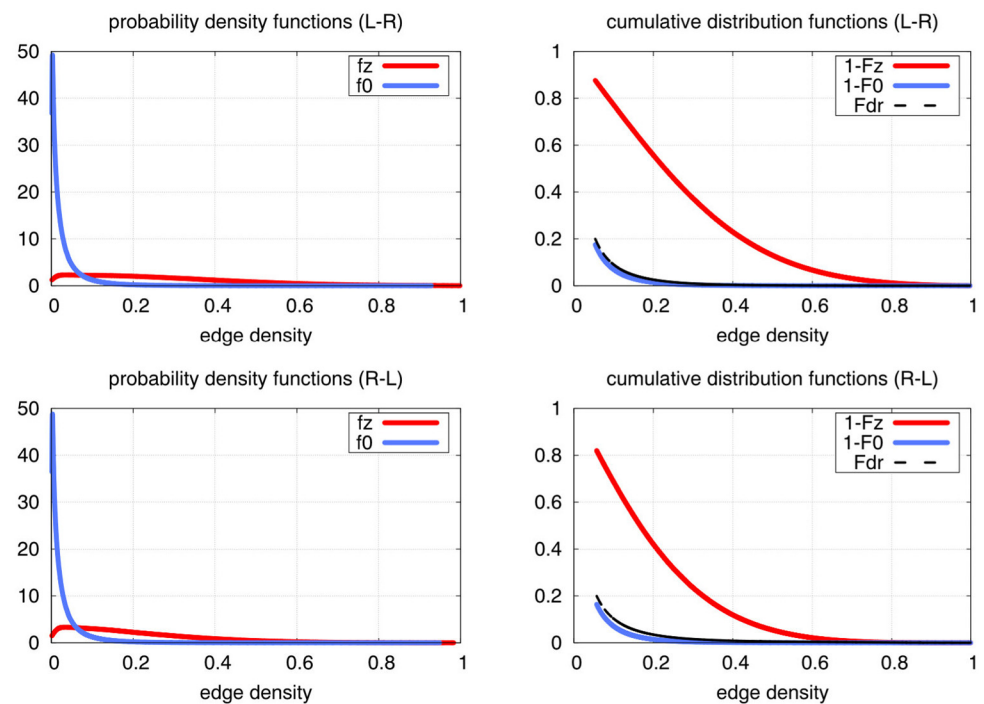 probability density functions (L-R)
50
40
30
20
10
0
fz
f0
0 0.2 0.4 0.6 0.8 1
edge density
cumulative distribution functions (L-R)
1
0.8
0.6
0.4
0.2
0
1-Fz
1-F0
Fdr
0 0.2 0.4 0.6 0.8 1
edge density
probability density functions (R-L)
50
40
30
20
10
0
fz
f0
0 0.2 0.4 0.6 0.8 1
edge density
cumulative distribution functions (R-L)
1
0.8
0.6
0.4
0.2
0
1-Fz
1-F0
Fdr
0 0.2 0.4 0.6 0.8 1
edge density